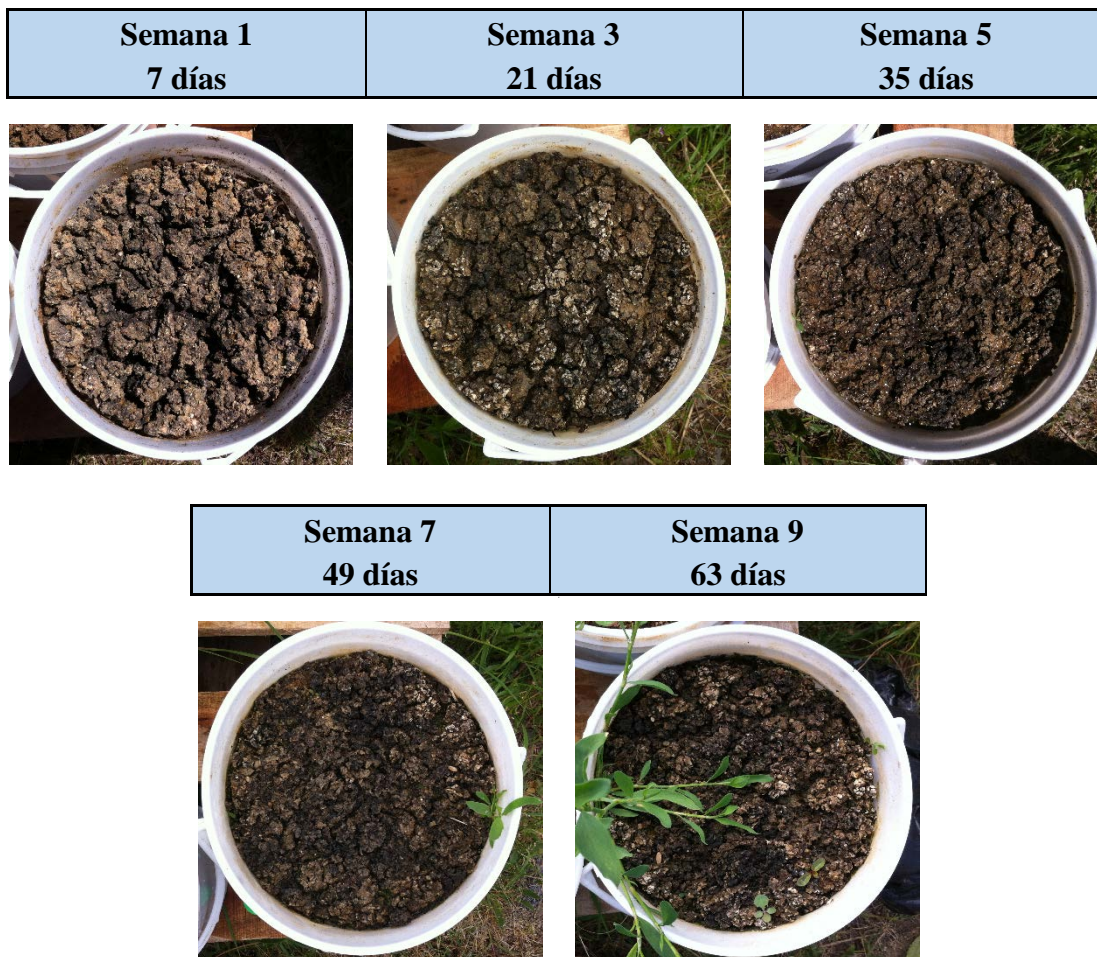 Semana 1
7 días
Semana 3
21 días
Semana 5
35 días
Semana 7
49 días
Semana 9
63 días